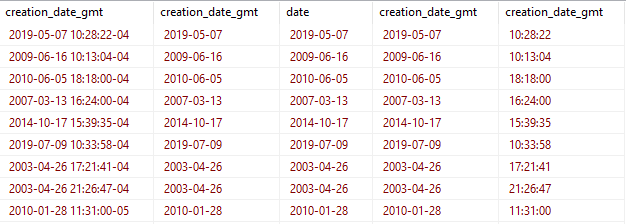 creation_date_gmt creation_date_gmt date creation_date_gmt creation_date_gmt
2019-05-07 10:28:22-04 2019-05-07 2019-05-07 2019-05-07 10:28:22
2009-06-16 10:13:04-04 2009-06-16 2009-06-16 2009-06-16 10:13:04
2010-06-05 18:18:00-04 2010-06-05 2010-06-05 2010-06-05 18:18:00
2007-03-13 16:24:00-04 2007-03-13 2007-03-13 2007-03-13 16:24:00
2014-10-17 15:39:35-04 2014-10-17 2014-10-17 2014-10-17 15:39:35
2019-07-09 10:33:58-04 2019-07-09 2019-07-09 2019-07-09 10:33:58
2003-04-26 17:21:41-04 2003-04-26 2003-04-26 2003-04-26 17:21:41
2003-04-26 21:26:47-04 2003-04-26 2003-04-26 2003-04-26 21:26:47
2010-01-28 11:31:00-05 2010-01-28 2010-01-28 2010-01-28 11:31:00